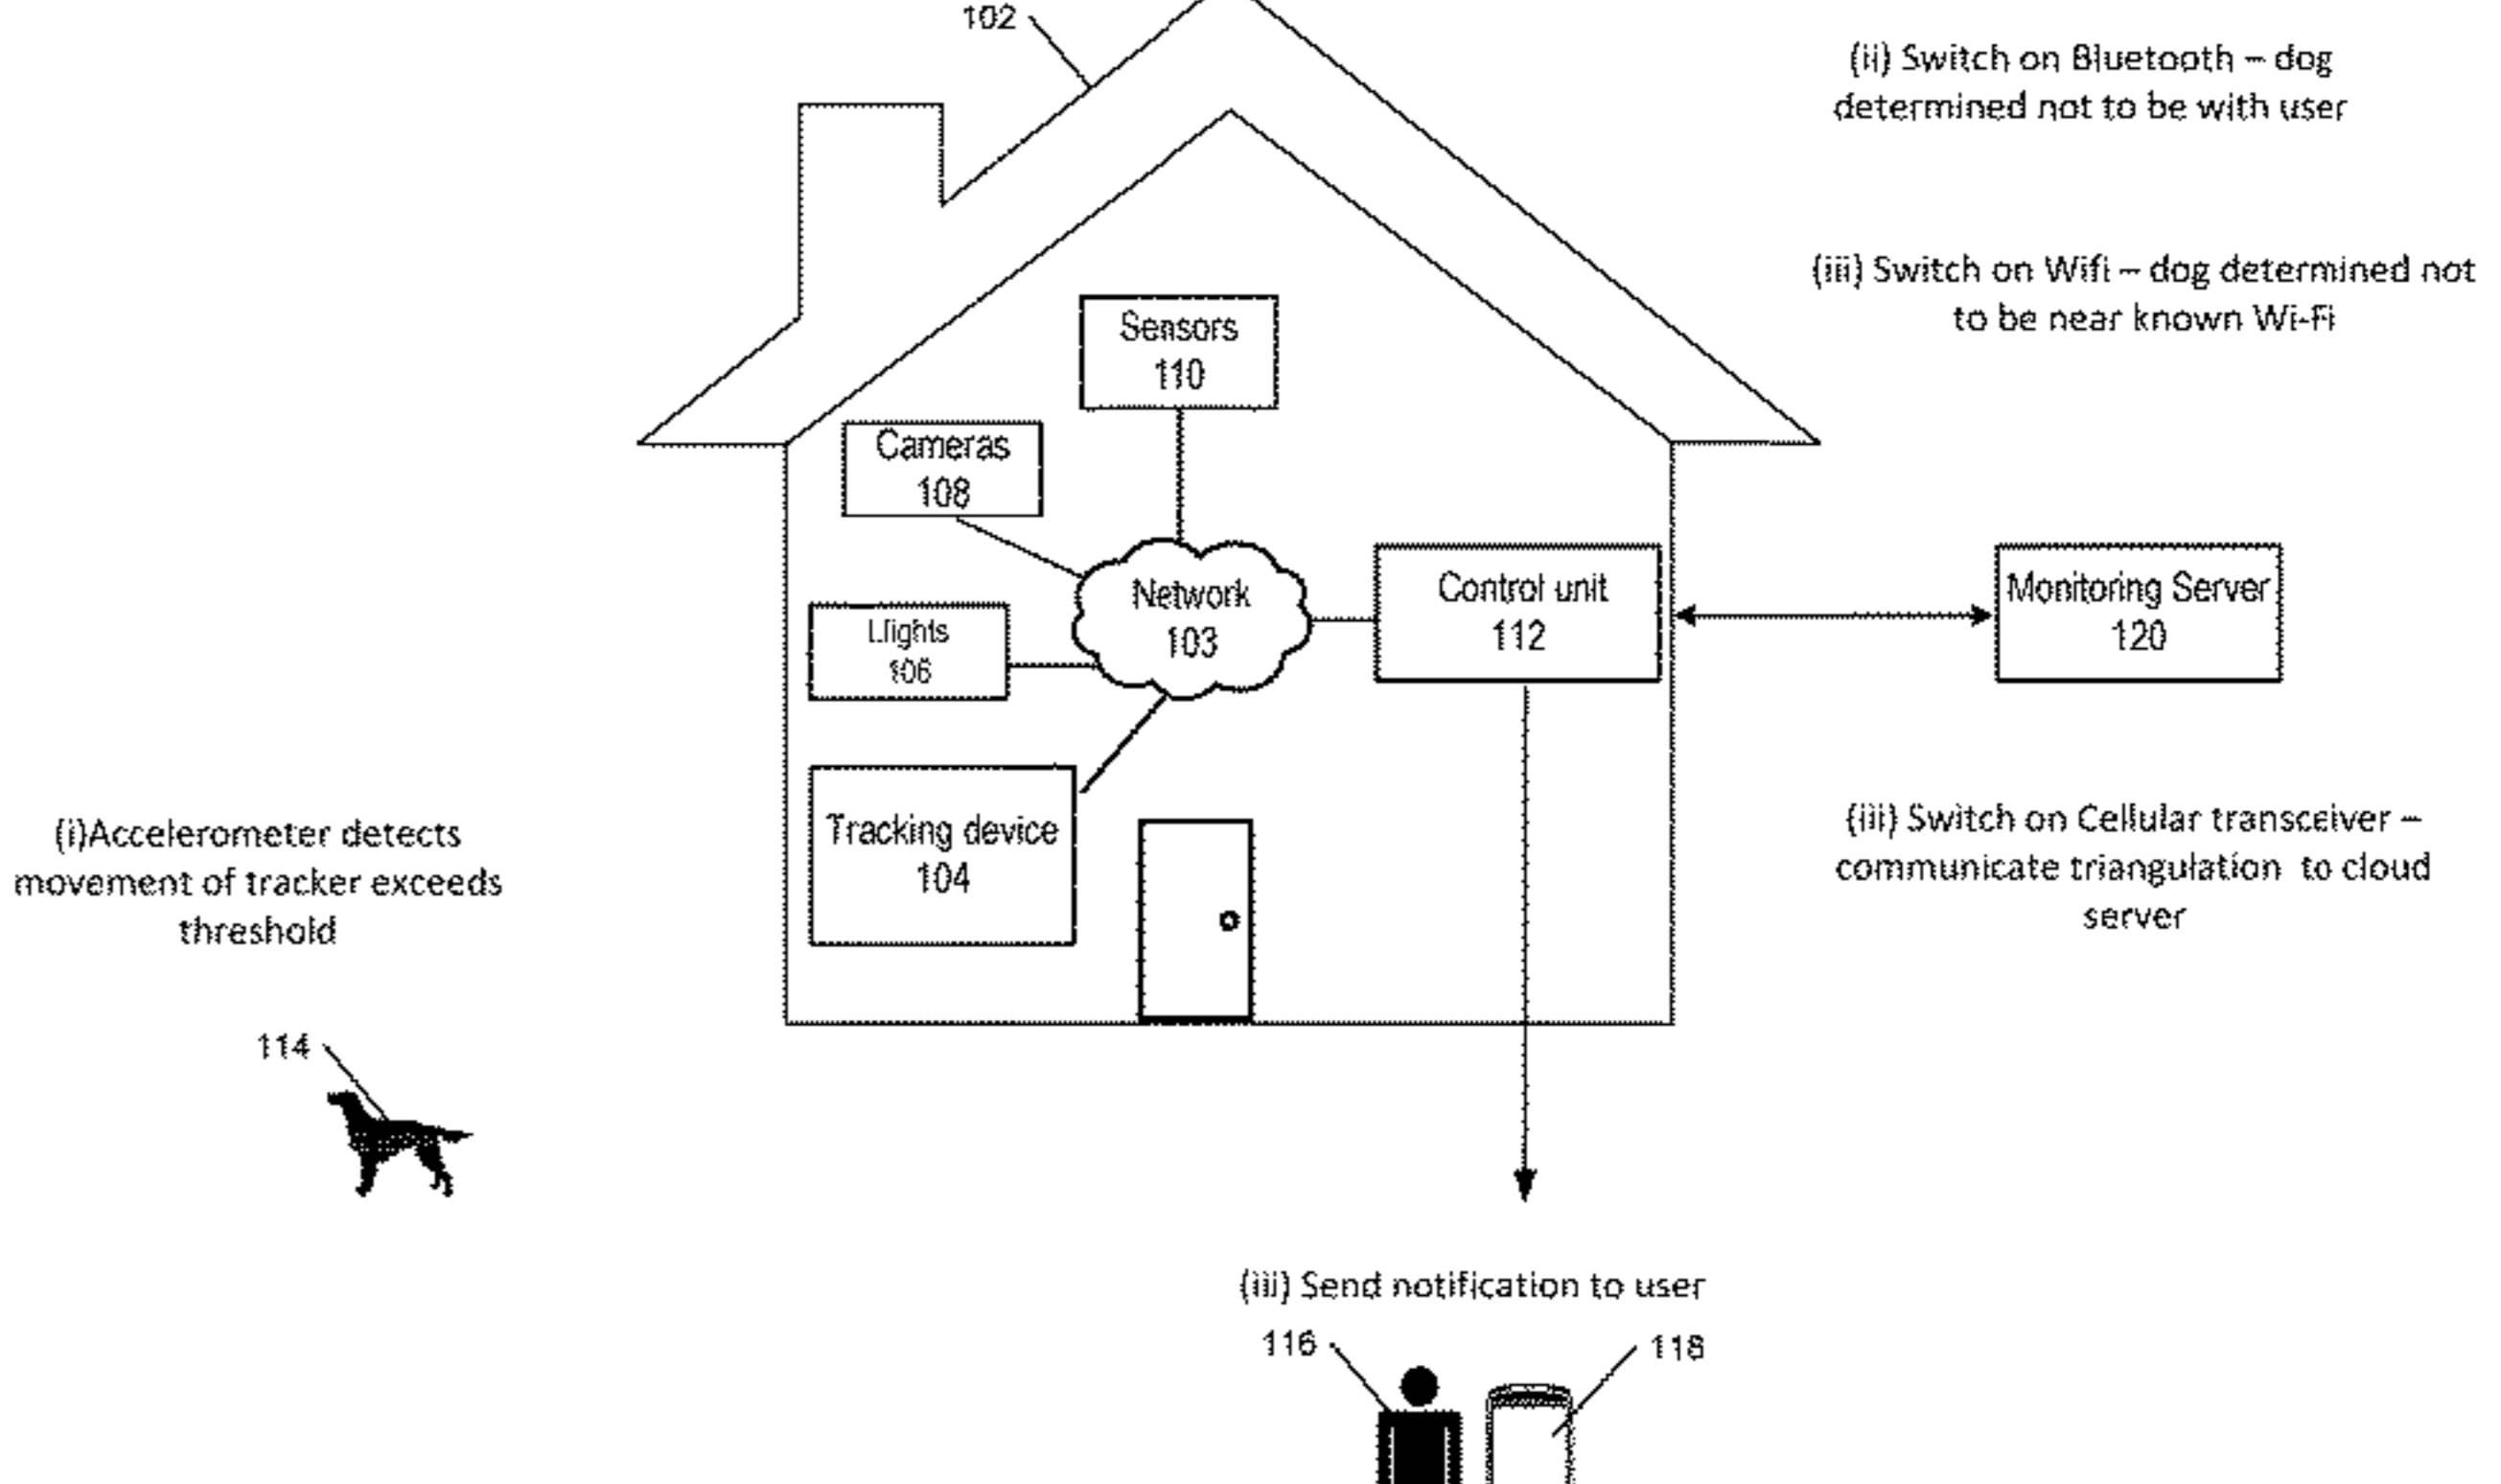 102
(ii) Switch on Bluetooth – dog
determined not to be with user
(iii) Switch on Wifi – dog determined not
to be near known Wi-Fi
Sensors
110
Cameras
108
Network
103
Control unit
112
Monitoring Server
120
Lights
106
Tracking device
104
(i)Accelerometer detects
movement of tracker exceeds
threshold
(iii) Switch on Cellular transceiver –
communicate triangulation to cloud
server
114
(iii) Send notification to user
116
118